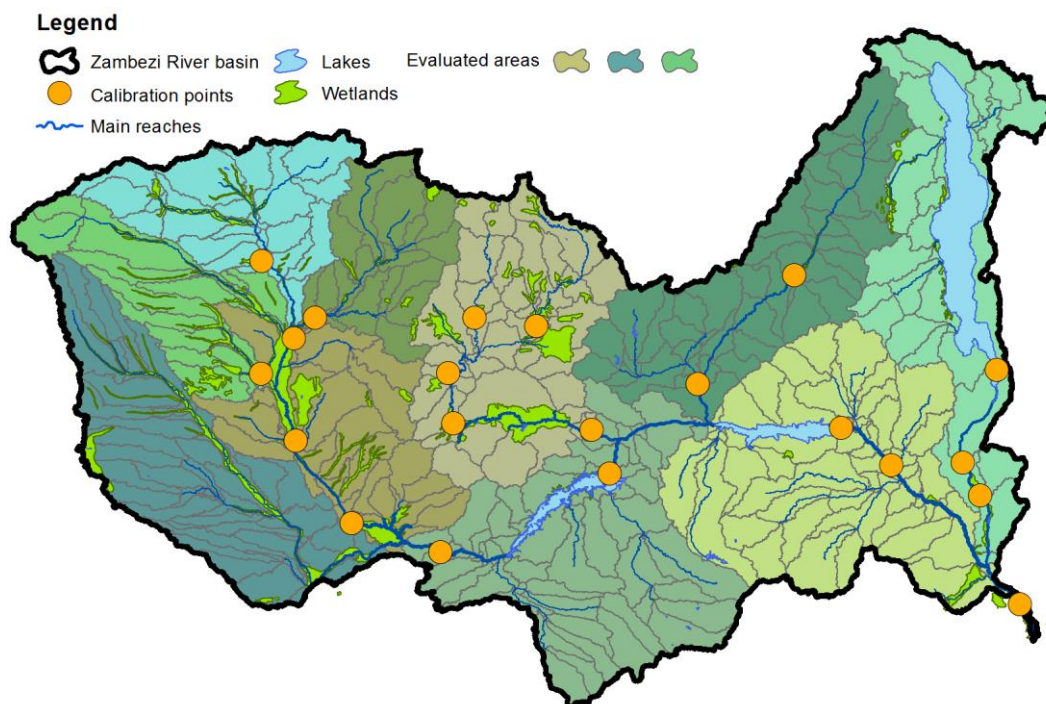 Legend
Zambezi River basin Lakes Evaluated areas
Calibration points Wetlands
Main reaches